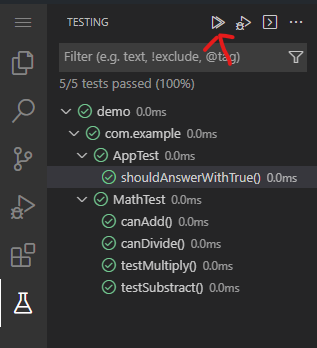 TESTING
Filter (e.g. text, !exclude, @tag)
5/5 tests passed (100%)
demo 0.0ms
com.example 0.0ms
AppTest 0.0ms
shouldAnswerWithTrue() 0.0ms
MathTest 0.0ms
canAdd() 0.0ms
canDivide() 0.0ms
testMultiply() 0.0ms
testSubstract() 0.0ms